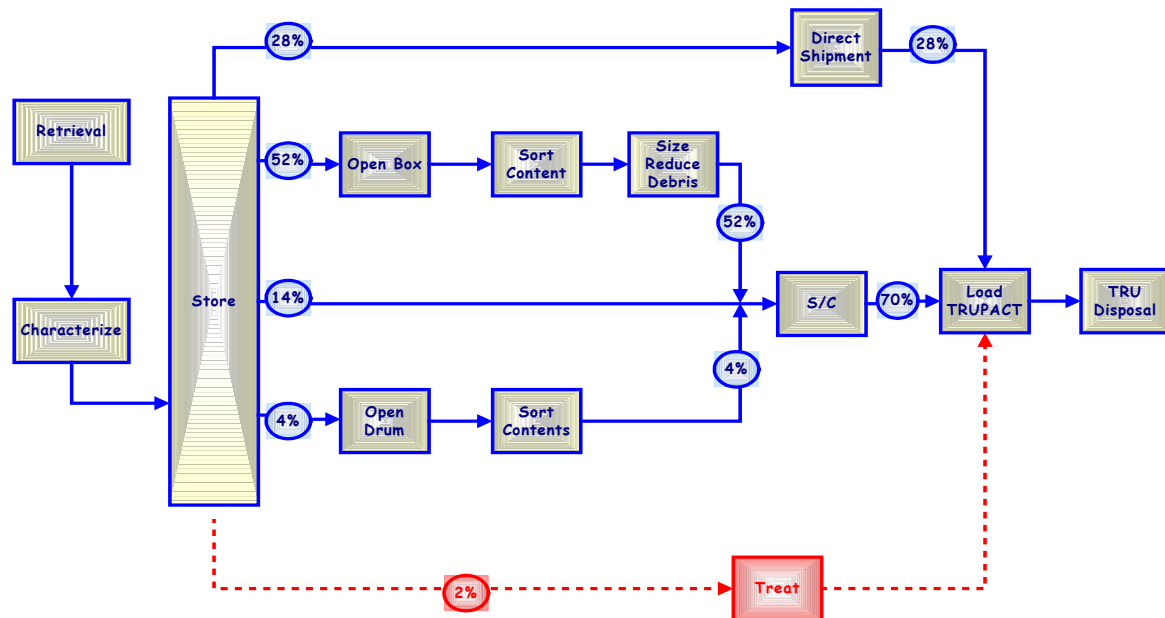 28%
Direct
Shipment
28%
Retrieval
52%
Open Box
Sort
Content
Size
Reduce
Debris
52%
Store
14%
Characterize
S/C
70%
Load
TRUPACT
TRU
Disposal
4%
4%
Open
Drum
Sort
Contents
2%
Treat